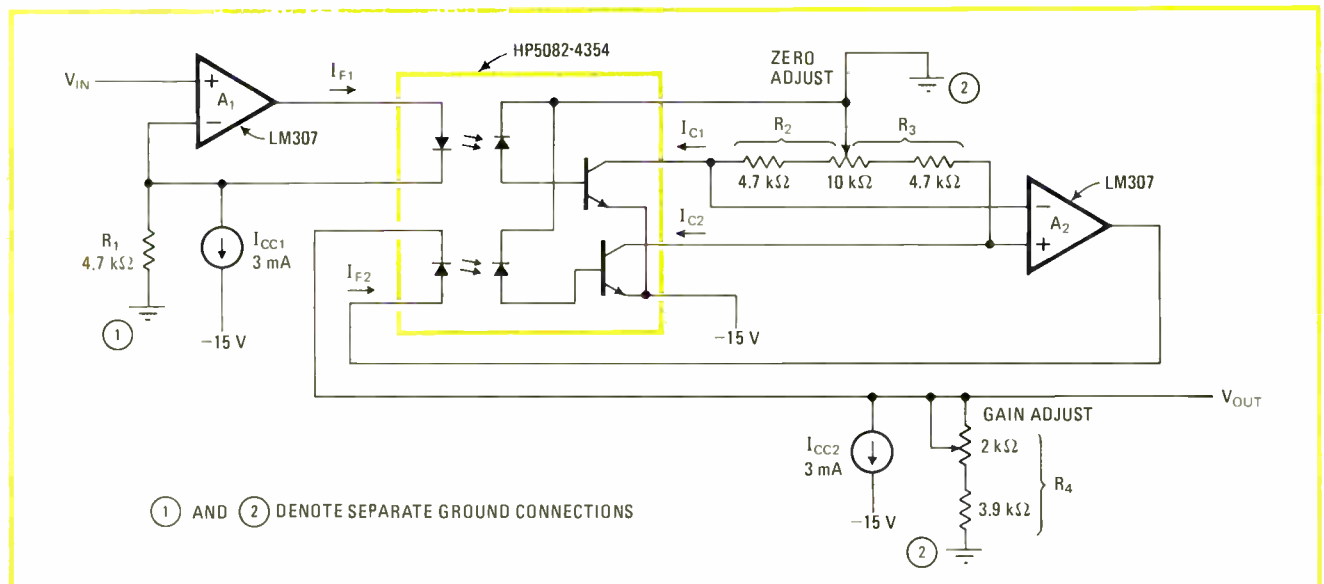 HP5082-4354
ZERO
ADJUST
2
VIN
+
A1
−
LM307
IF1
IC1
R2
R3
4.7 kΩ
10 kΩ
4.7 kΩ
LM307
−
A2
+
IC2
R1
4.7 kΩ
ICC1
3 mA
IF2
1
−15 V
−15 V
VOUT
GAIN ADJUST
2 kΩ
ICC2
3 mA
R4
3.9 kΩ
−15 V
1 AND 2 DENOTE SEPARATE GROUND CONNECTIONS
2